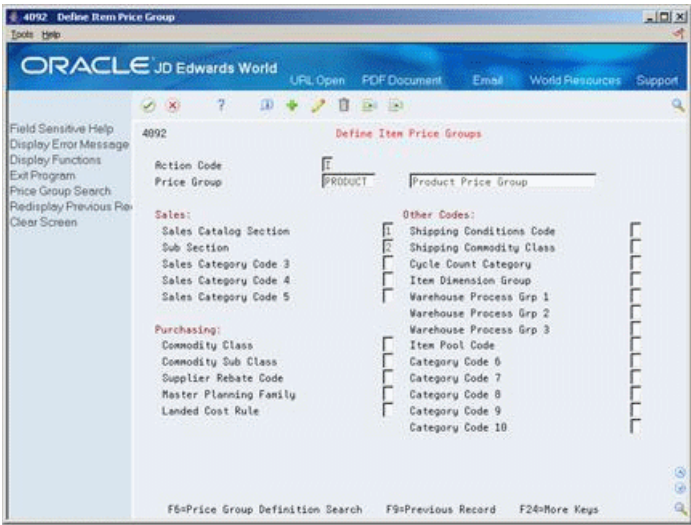 4092 Define Item Price Group
Tools Help
ORACLE JD Edwards World
URL Open PDF Document Email World Resources Support
Field Sensitive Help
Display Error Message
Display Functions
Exit Program
Price Group Search
Redisplay Previous Re
Clear Screen
4092 Define Item Price Groups
Action Code I
Price Group PRODUCT Product Price Group
Sales:
Sales Catalog Section 1
Sub Section 2
Sales Category Code 3
Sales Category Code 4
Sales Category Code 5
Purchasing:
Commodity Class
Commodity Sub Class
Supplier Rebate Code
Master Planning Family
Landed Cost Rule
Other Codes:
Shipping Conditions Code
Shipping Commodity Class
Cycle Count Category
Item Dimension Group
Warehouse Process Grp 1
Warehouse Process Grp 2
Warehouse Process Grp 3
Item Pool Code
Category Code 6
Category Code 7
Category Code 8
Category Code 9
Category Code 10
F6=Price Group Definition Search F9=Previous Record F24=More Keys